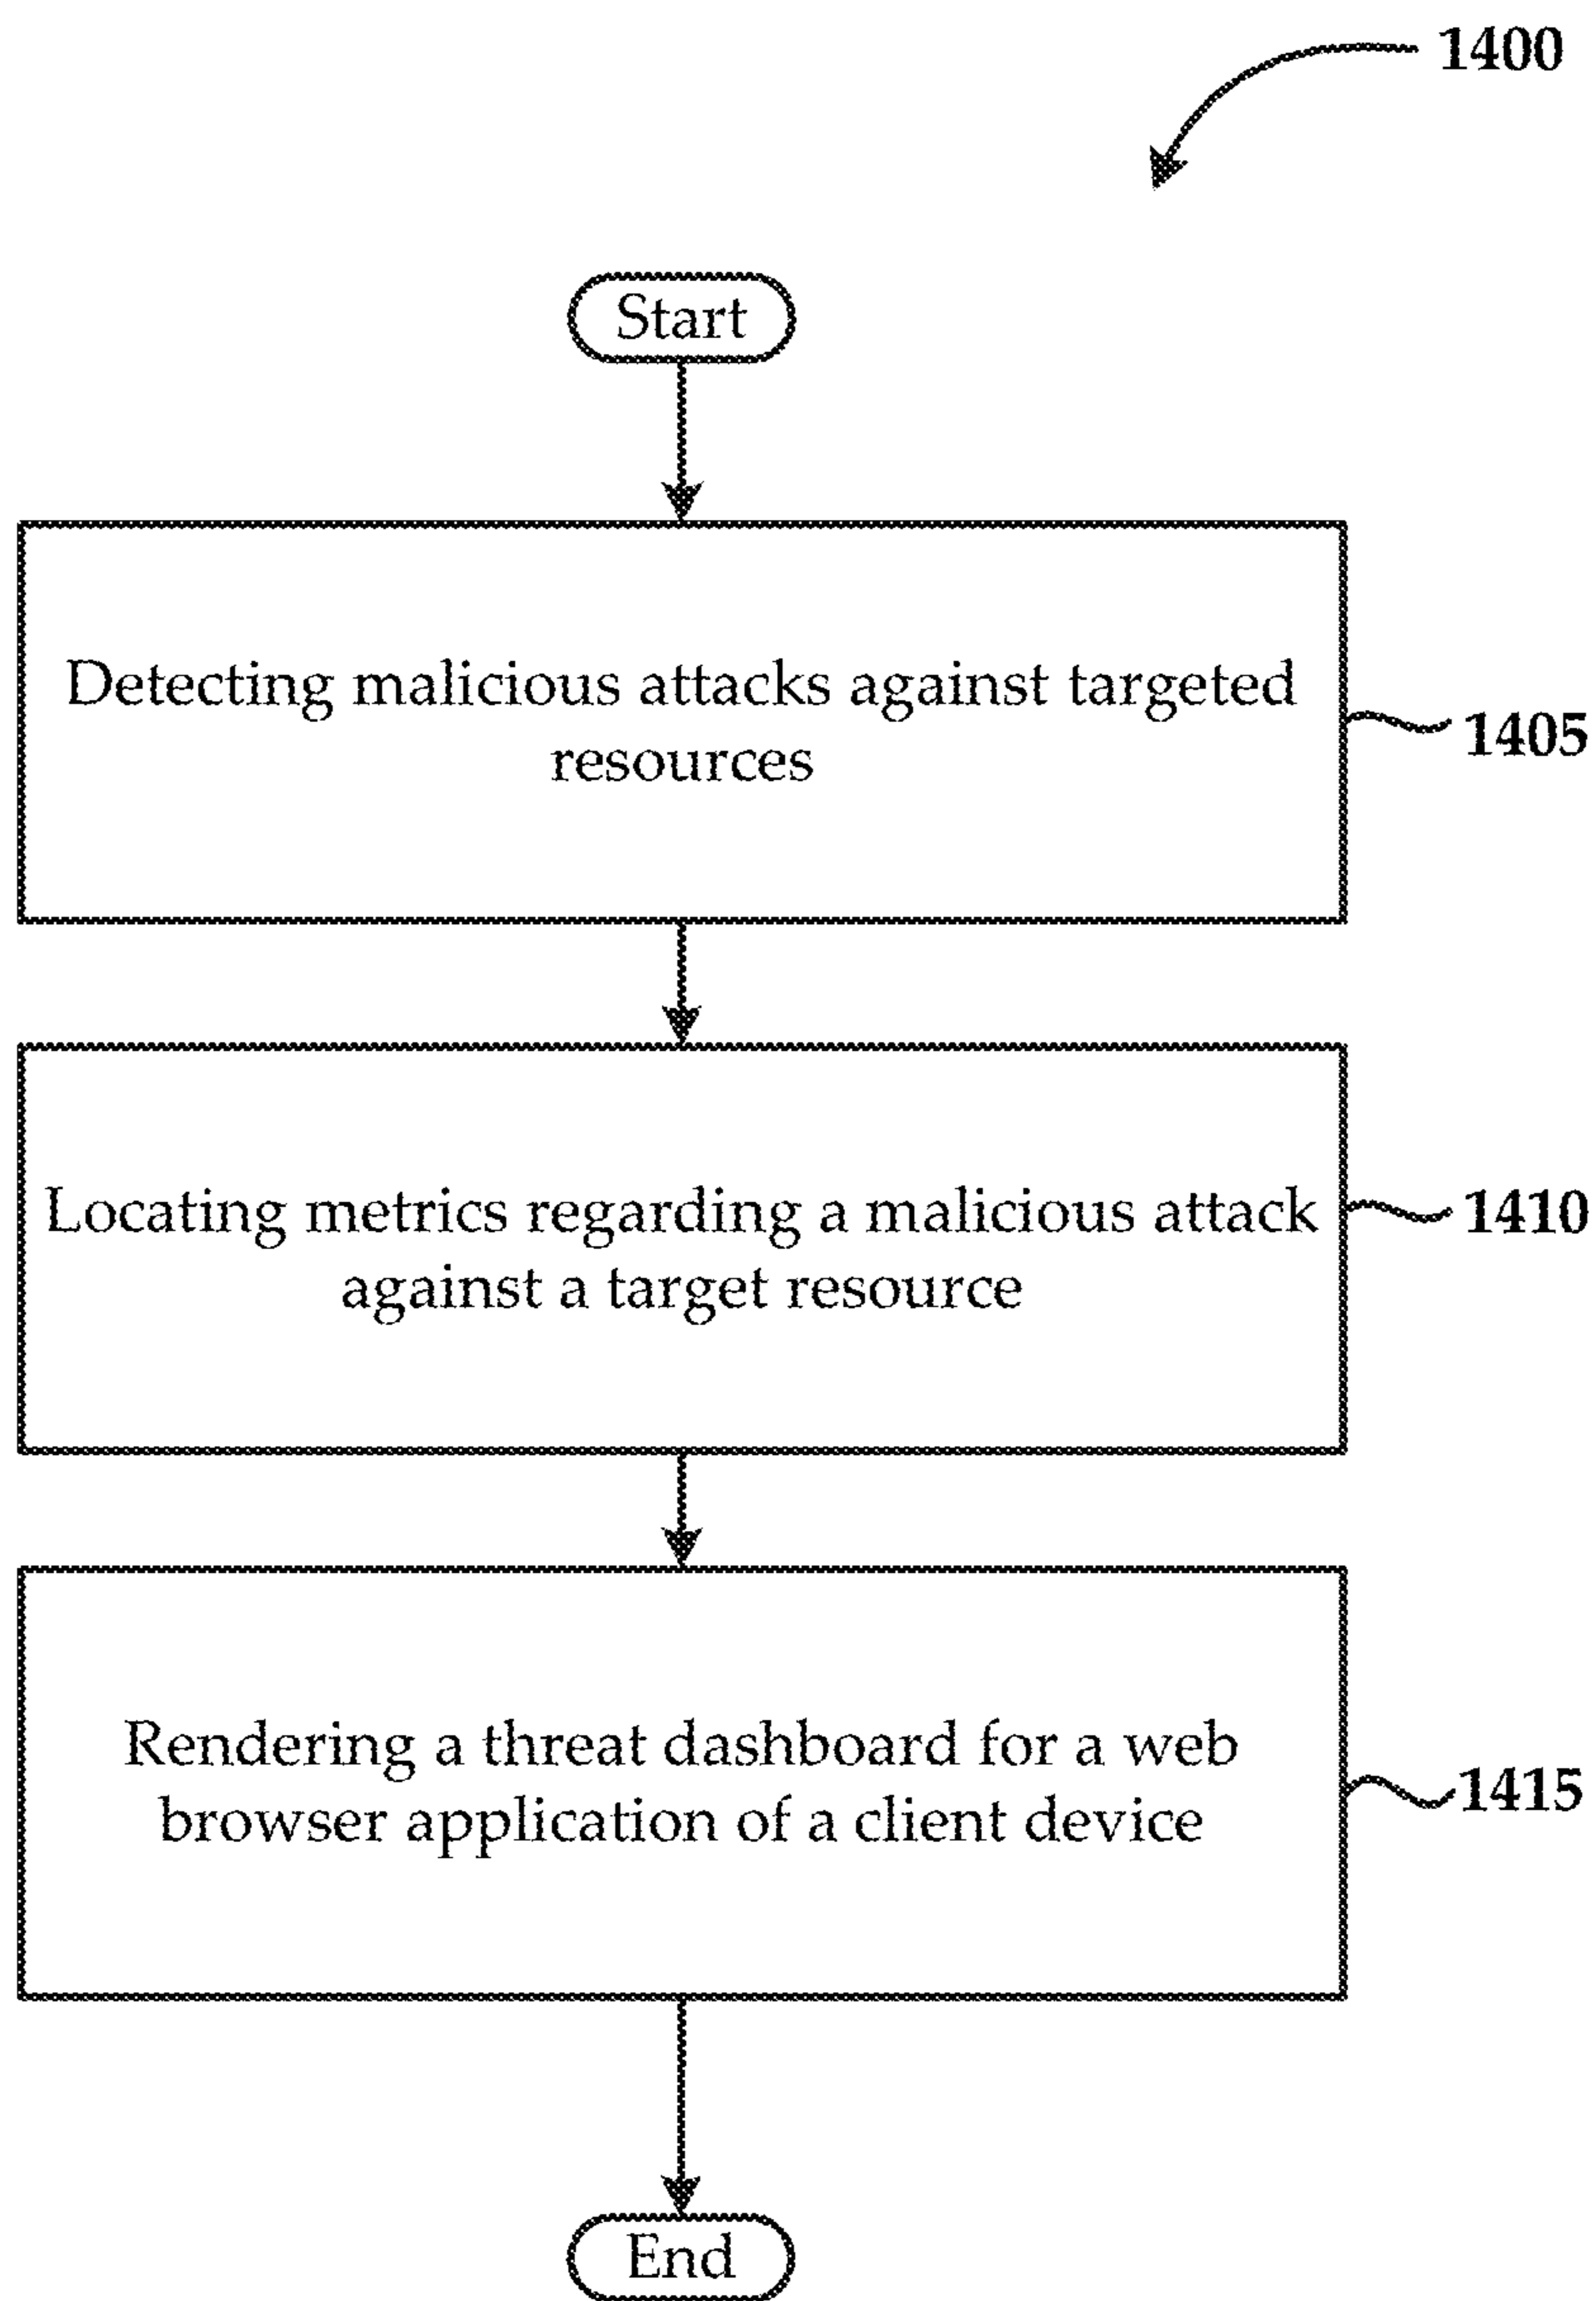 1400
Start
Detecting malicious attacks against targeted
resources
1405
Locating metrics regarding a malicious attack
against a target resource
1410
Rendering a threat dashboard for a web
browser application of a client device
1415
End